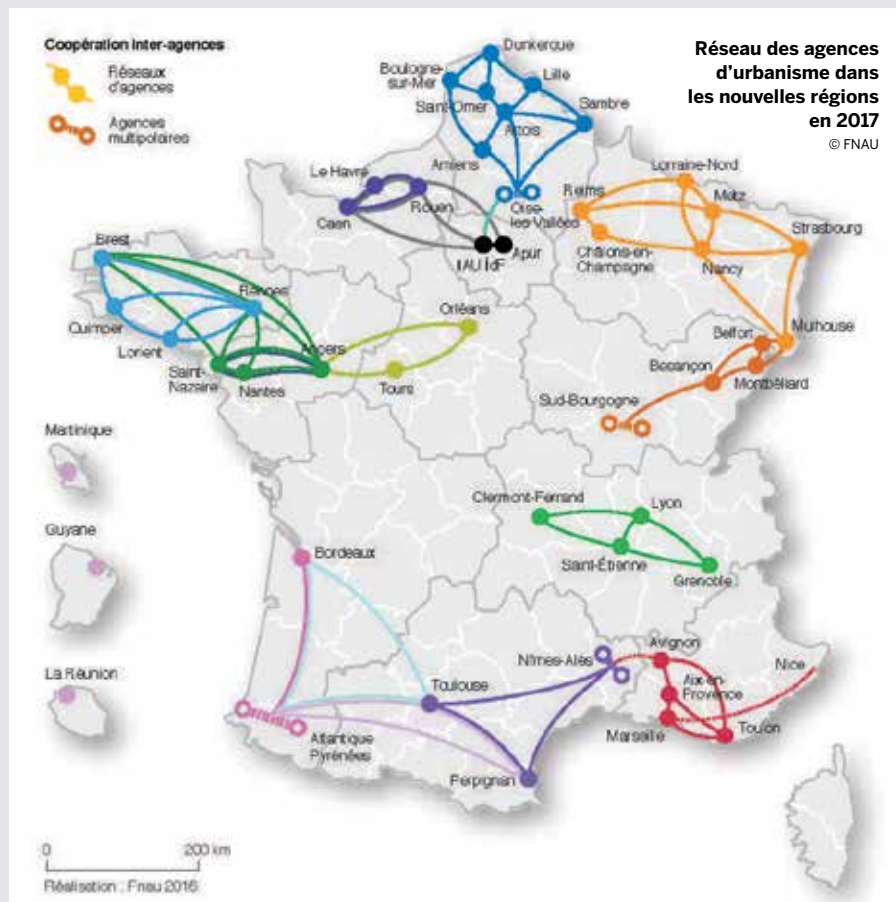 Coopération inter-agences
Réseaux
d'agences
Agences
multipolaires
Réseau des agences
d’urbanisme dans
les nouvelles régions
en 2017
© FNAU
Dunkerque
Boulogne-
sur-Mer
Lille
Saint-Omer
Sambre
Artois
Amiens
Oise-
les-Vallées
Le Havre
Rouen
Caen
IAU îdF
Apur
Lorraine-Nord
Reims
Metz
Strasbourg
Châlons-en-
Champagne
Nancy
Mulhouse
Brest
Rennes
Quimper
Lorient
Saint-
Nazaire
Nantes
Angers
Orléans
Tours
Belfort
Besançon
Montbéliard
Sud-Bourgogne
Martinique
Guyane
La Réunion
Clermont-Ferrand
Lyon
Saint-Étienne
Grenoble
Bordeaux
Nîmes-Alès
Avignon
Nice
Aix-en-
Provence
Toulouse
Marseille
Toulon
Atlantique
Pyrénées
Perpignan
0 200 km
Réalisation : Fnau 2016